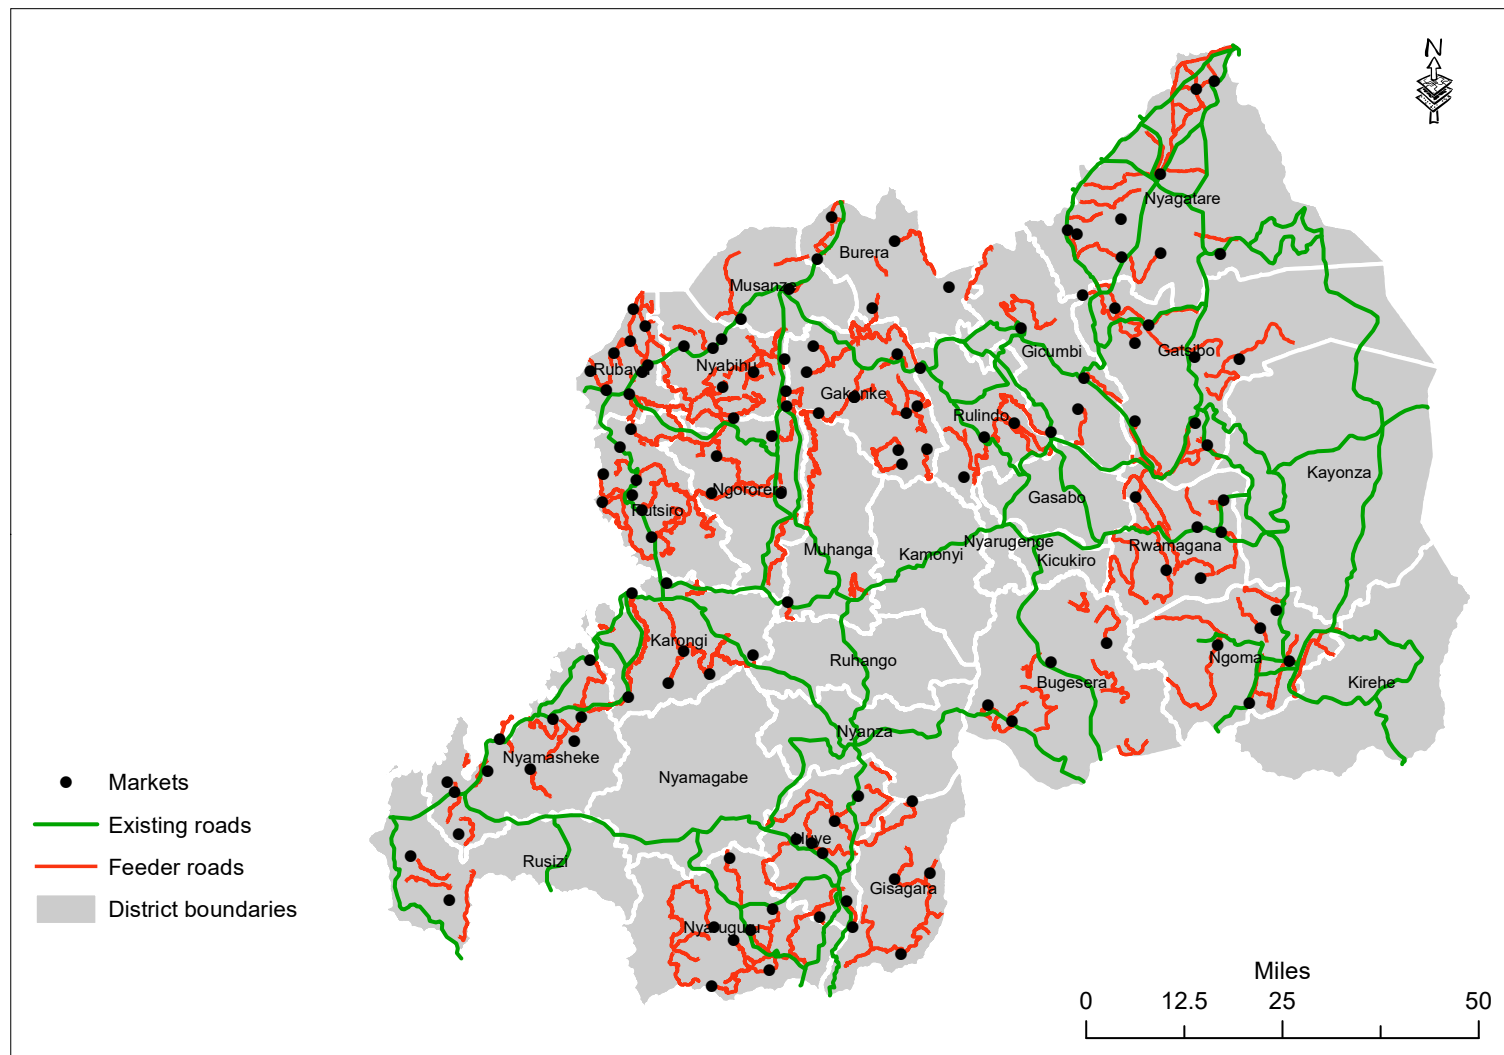 N
Nyagatare
Burera
Musanze
Gicumbi
Gatsibo
Rubavu
Nyabihu
Gakenke
Rulindo
Kayonza
Ngororero
Gasabo
Rutsiro
Muhanga
Kamonyi
Nyarugenge
Rwamagana
Kicukiro
Karongi
Ruhango
Ngoma
Bugesera
Kirehe
Nyanza
Nyamasheke
Nyamagabe
Huye
Rusizi
Gisagara
Nyaruguru
Markets
Existing roads
Feeder roads
District boundaries
Miles
0 12.5 25 50